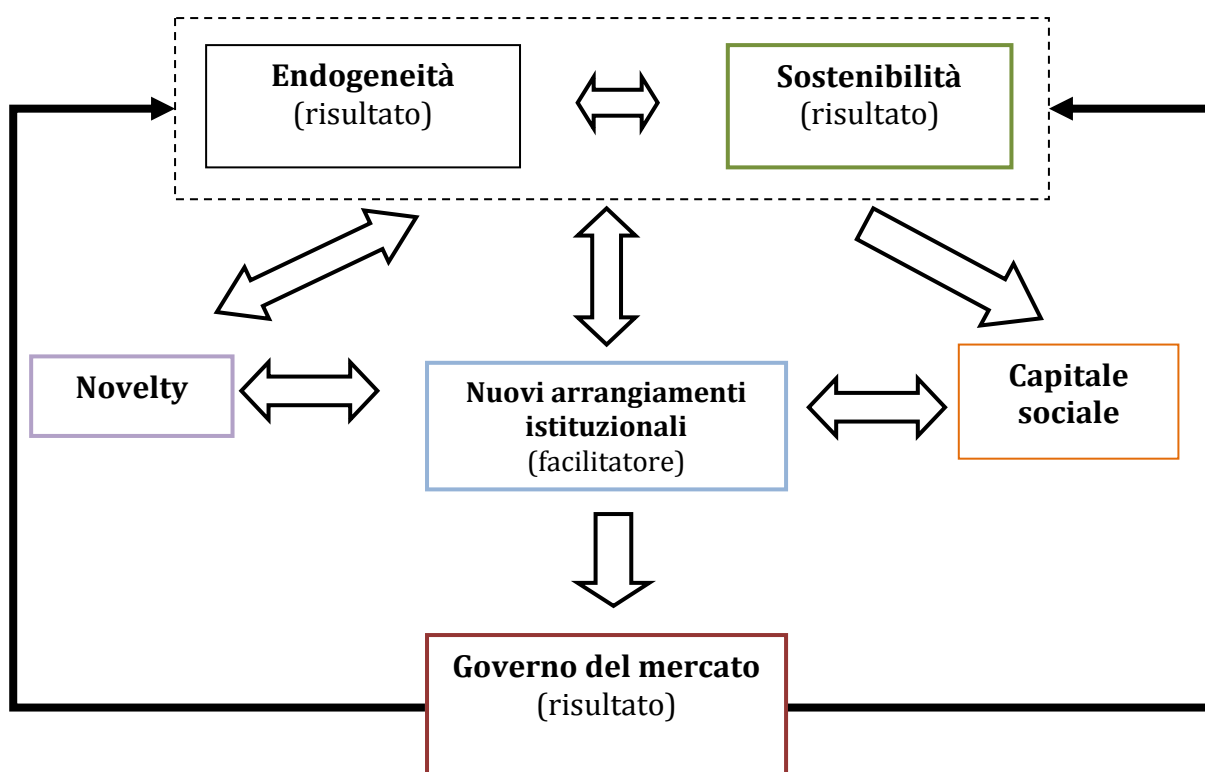 Endogeneità
(risultato)
Sostenibilità
(risultato)
Novelty
Nuovi arrangiamenti
istituzionali
(facilitatore)
Capitale
sociale
Governo del mercato
(risultato)